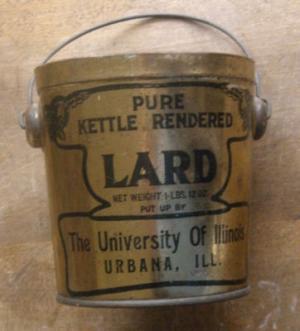 PURE
KETTLE RENDERED
LARD
NET WEIGHT 1-LBS. 12 OZ.
PUT UP BY
The University Of Illinois
URBANA, ILL.